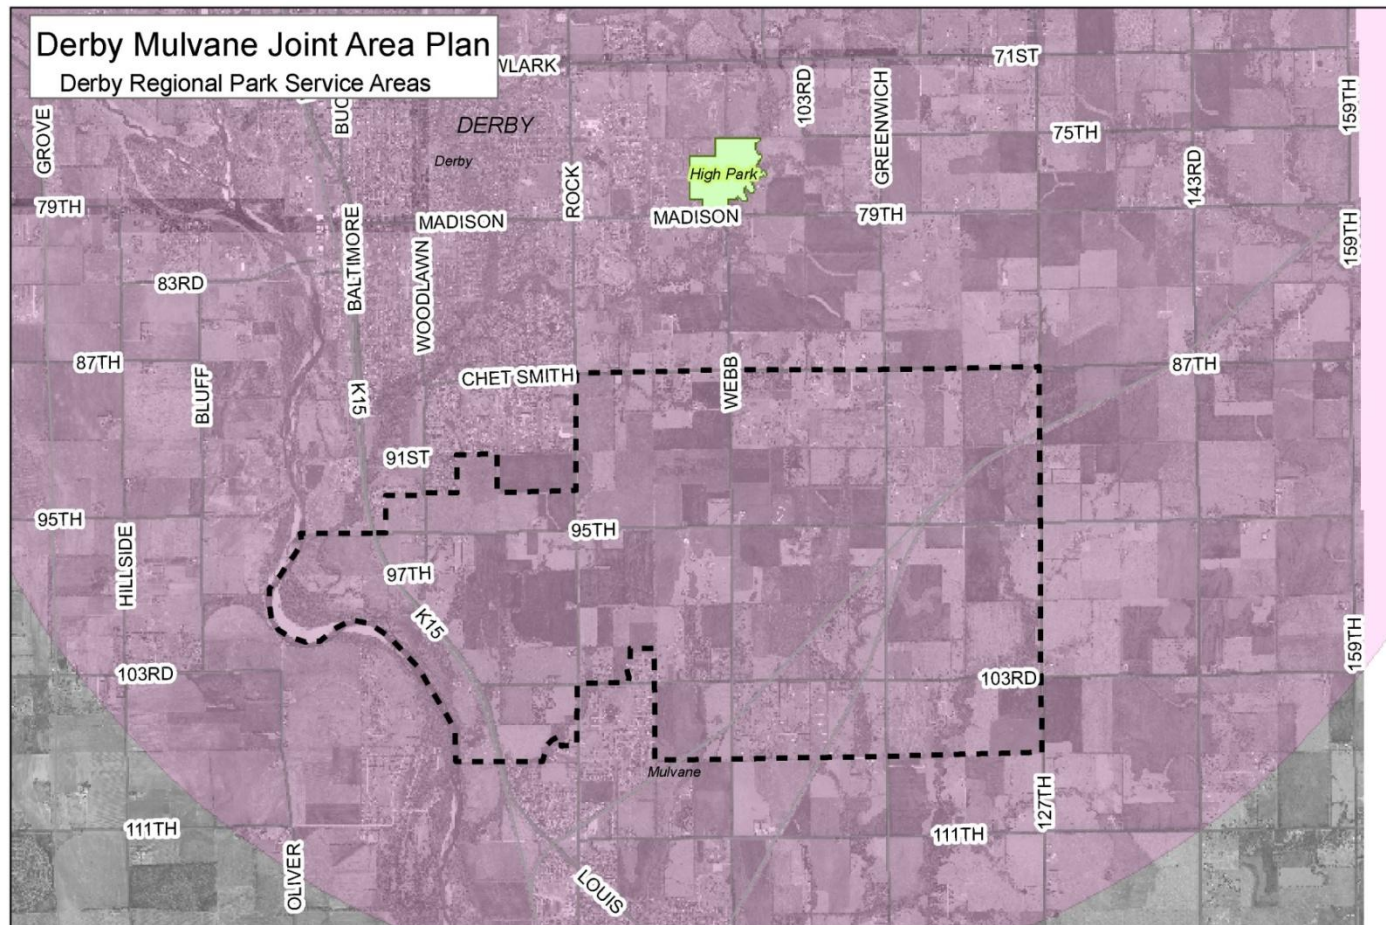 Derby Mulvane Joint Area Plan
Derby Regional Park Service Areas
71ST
103RD
GREENWICH
159TH
GROVE
DERBY
75TH
Derby
ROCK
High Park
143RD
79TH
BALTIMORE
MADISON
MADISON
79TH
159TH
WOODLAWN
83RD
87TH
BLUFF
K15
CHET SMITH
WEBB
87TH
91ST
95TH
95TH
HILLSIDE
97TH
K15
159TH
103RD
103RD
Mulvane
127TH
111TH
111TH
OLIVER
LOUIS